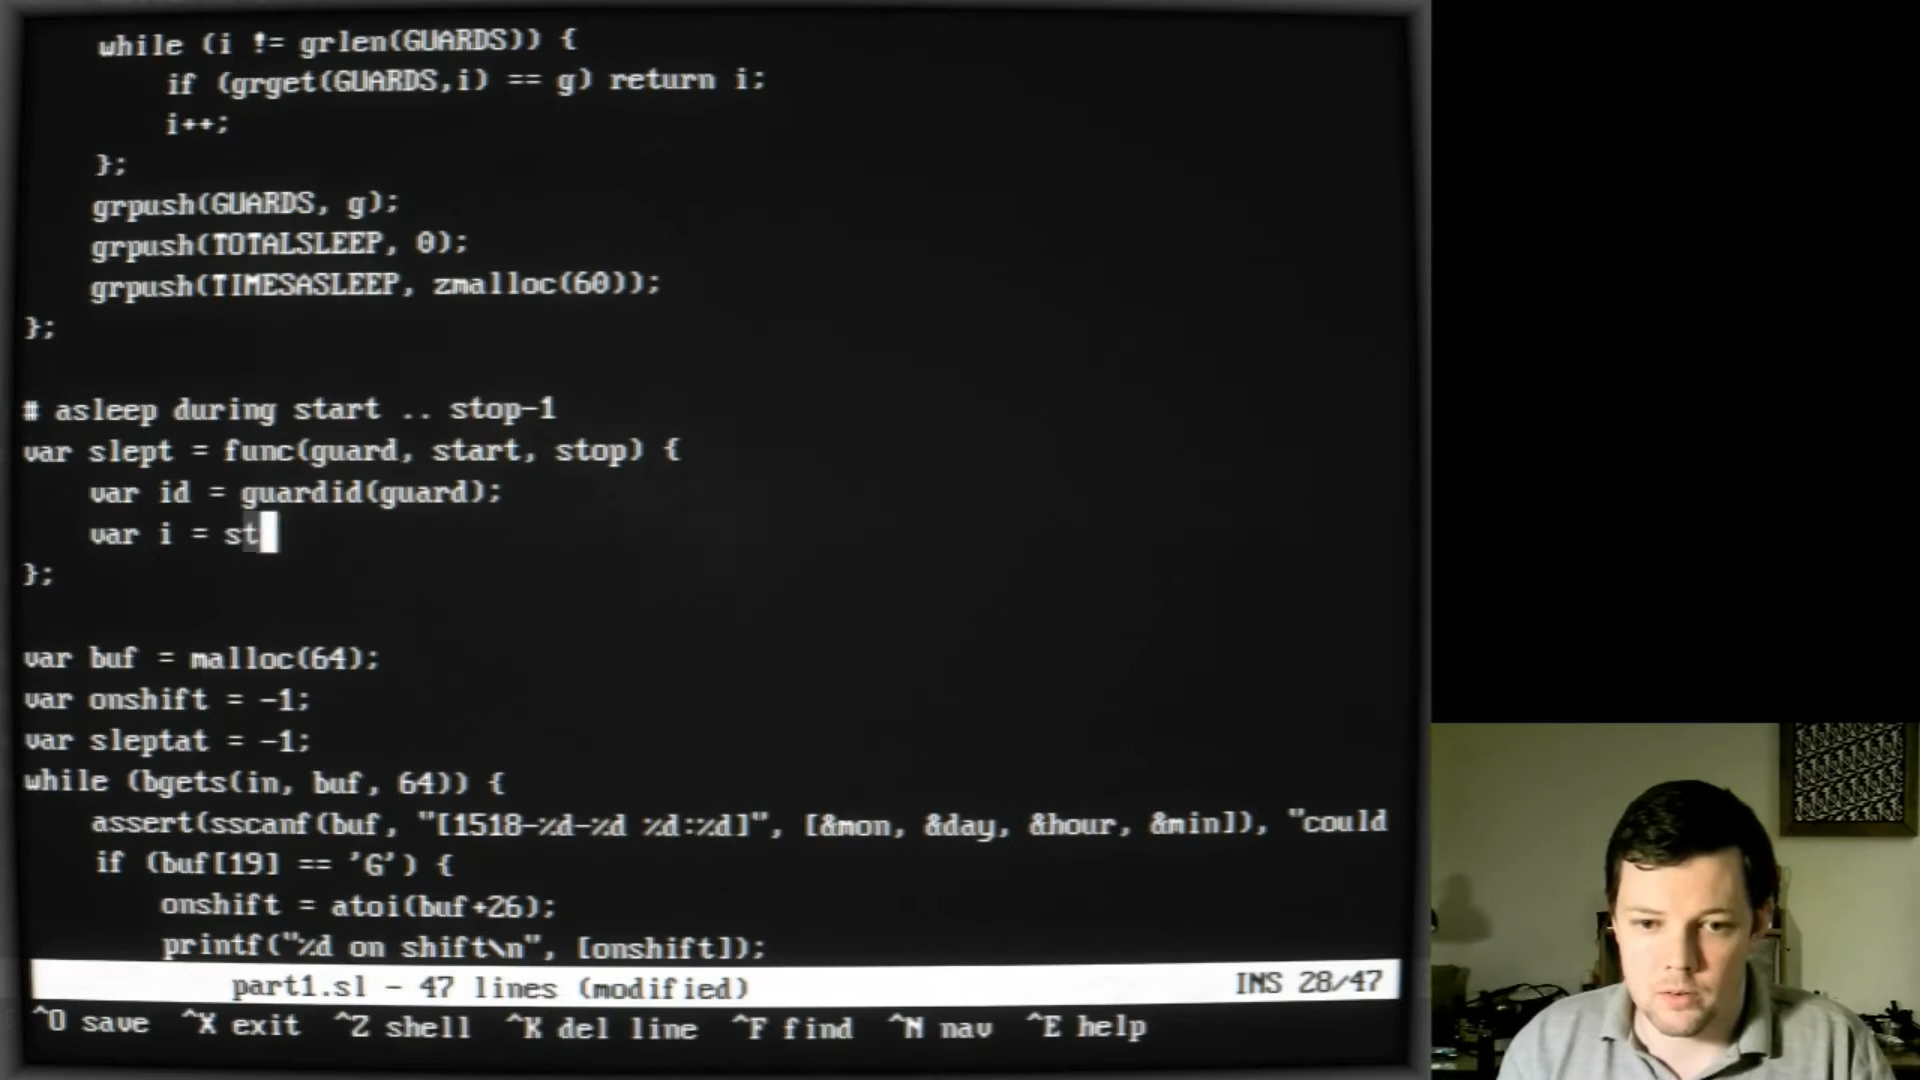 while (i != grlen(GUARDS)) {
if (grget(GUARDS,i) == g) return i;
i++;
};
grpush(GUARDS, g);
grpush(TOTALSLEEP, 0);
grpush(TIMESASLEEP, zmalloc(60));
};
# asleep during start .. stop-1
var slept = func(guard, start, stop) {
var id = guardid(guard);
var i = st
};
var buf = malloc(64);
var onshift = -1;
var sleptat = -1;
while (bgets(in, buf, 64)) {
assert(sscanf(buf, "[1518-%d-%d %d:%d]", [&mon, &day, &hour, &min]), "could
if (buf[19] == 'G') {
onshift = atoi(buf+26);
printf("%d on shift\n", [onshift]);
part1.sl - 47 lines (modified) INS 28/47
^O save ^X exit ^Z shell ^K del line ^F find ^N nav ^E help